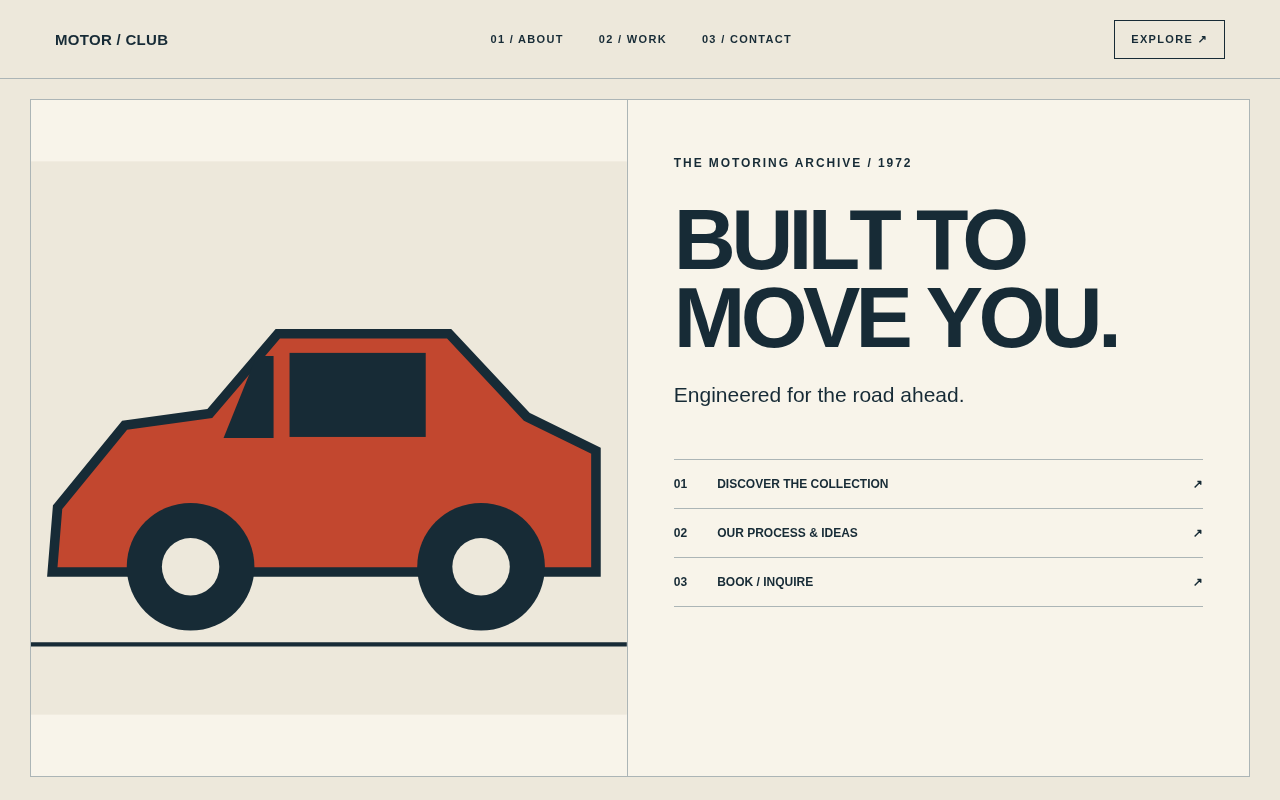 MOTOR / CLUB
01 / ABOUT
02 / WORK
03 / CONTACT
EXPLORE ↗
THE MOTORING ARCHIVE / 1972
BUILT TO
MOVE YOU.
Engineered for the road ahead.
01 DISCOVER THE COLLECTION ↗
02 OUR PROCESS & IDEAS ↗
03 BOOK / INQUIRE ↗